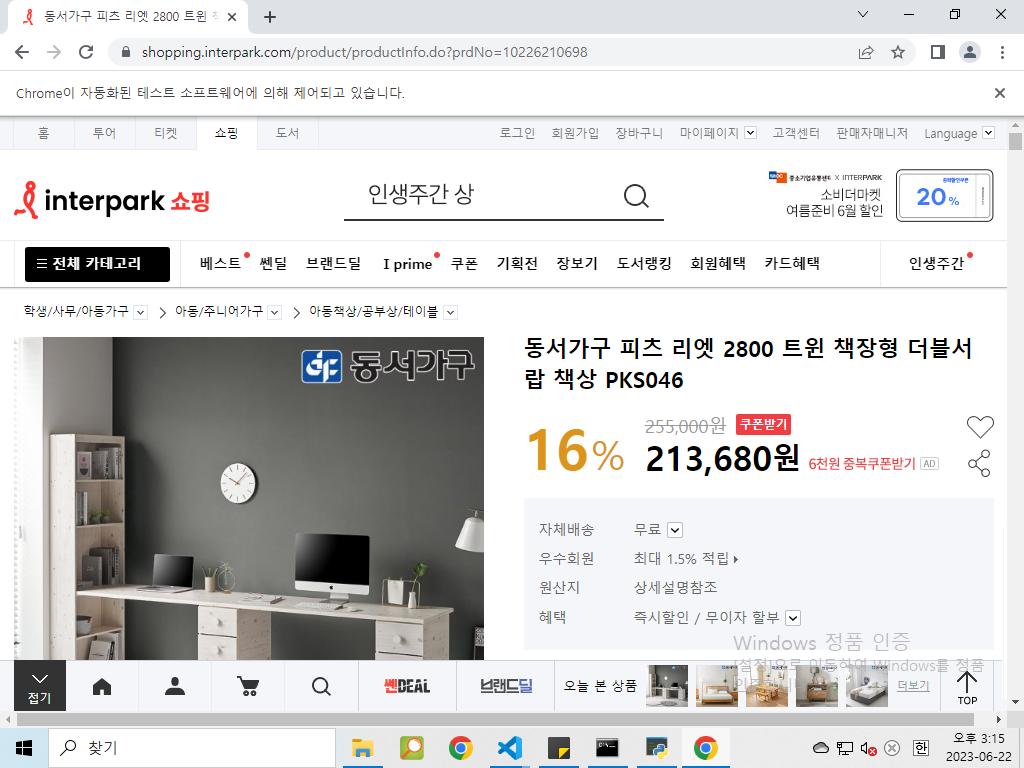 동서가구 피츠 리엣 2800 트윈
shopping.interpark.com/product/productInfo.do?prdNo=10226210698
Chrome이 자동화된 테스트 소프트웨어에 의해 제어되고 있습니다.
홈 투어 티켓 쇼핑 도서 로그인 회원가입 장바구니 마이페이지 고객센터 판매자매니저 Language
interpark 쇼핑
인생주간 상
중소기업유통센터 X INTERPARK
소비더마켓
여름준비 6월 할인
20%
전체 카테고리 베스트 쎈딜 브랜드딜 I prime 쿠폰 기획전 장보기 도서랭킹 회원혜택 카드혜택 인생주간
학생/사무/아동가구 아동/주니어가구 아동책상/공부상/테이블
동서가구
동서가구 피츠 리엣 2800 트윈 책장형 더블서
랍 책상 PKS046
16%
255,000원 쿠폰받기
213,680원 6천원 중복쿠폰받기 AD
자체배송 무료
우수회원 최대 1.5% 적립
원산지 상세설명참조
혜택 즉시할인 / 무이자 할부
Windows 정품 인증
[설정]으로 이동하여 Windows를 정품
접기
쎈DEAL
브랜드딜
오늘 본 상품
더보기
TOP
찾기
한
오후 3:15
2023-06-22